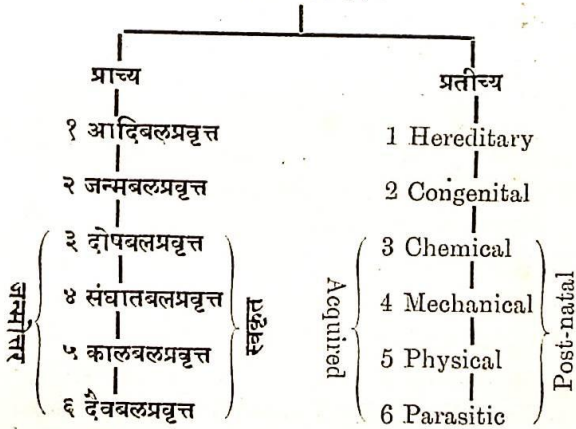 प्राच्य प्रतीच्य
१ आदिबलप्रवृत्त 1 Hereditary
२ जन्मबलप्रवृत्त 2 Congenital
३ दोषबलप्रवृत्त 3 Chemical
४ संघातबलप्रवृत्त 4 Mechanical
५ कालबलप्रवृत्त 5 Physical
६ दैवबलप्रवृत्त 6 Parasitic
जन्मोत्तर
स्वकृत
Acquired
Post-natal